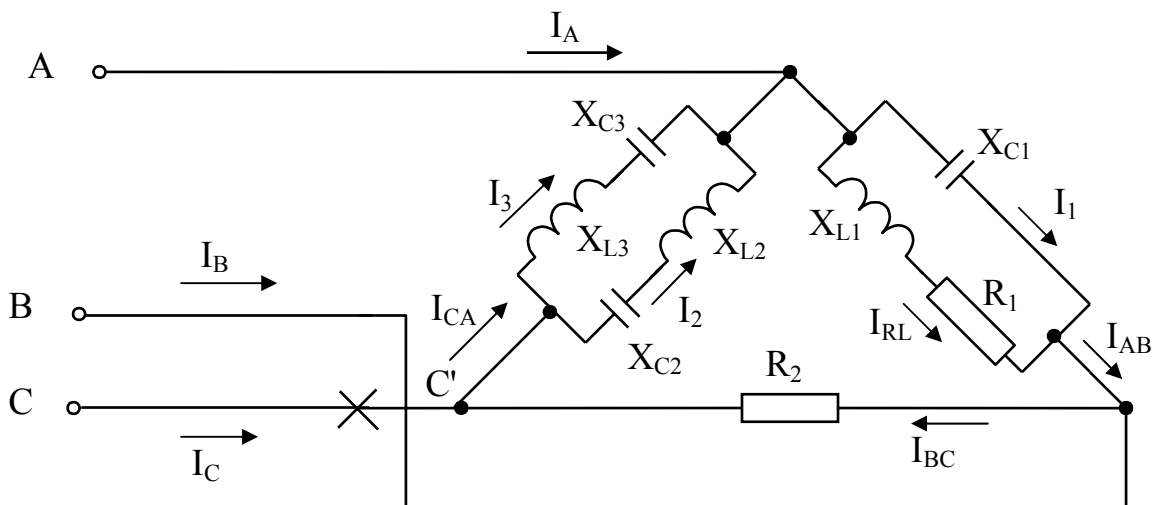 I_A
A
X_C3
X_C1
I_3
I_1
X_L3
X_L2
X_L1
I_B
B
I_CA
I_2
R_1
I_RL
I_AB
X_C2
R_2
C'
C
I_C
I_BC